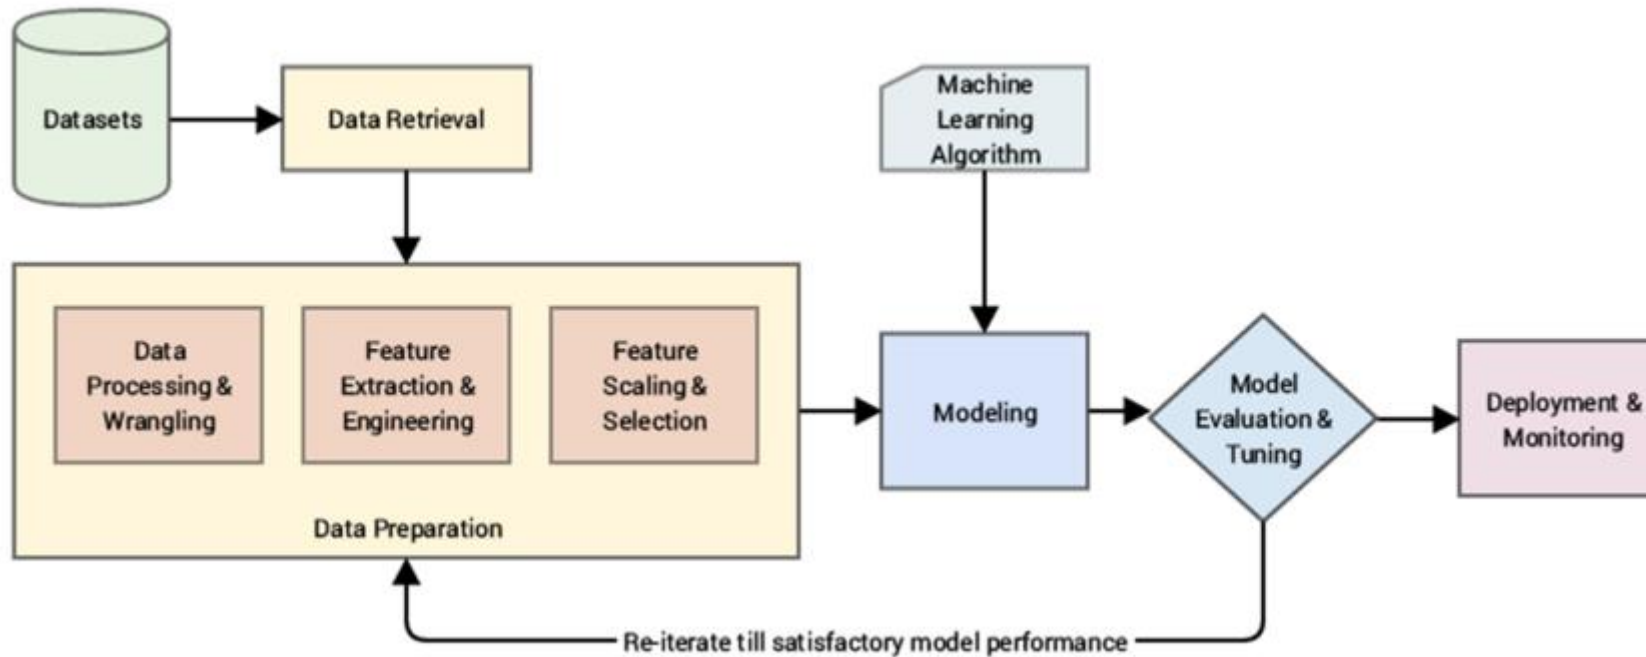 Datasets
Data Retrieval
Machine
Learning
Algorithm
Data
Processing &
Wrangling
Feature
Extraction &
Engineering
Feature
Scaling &
Selection
Data Preparation
Modeling
Model
Evaluation &
Tuning
Deployment &
Monitoring
Re-iterate till satisfactory model performance